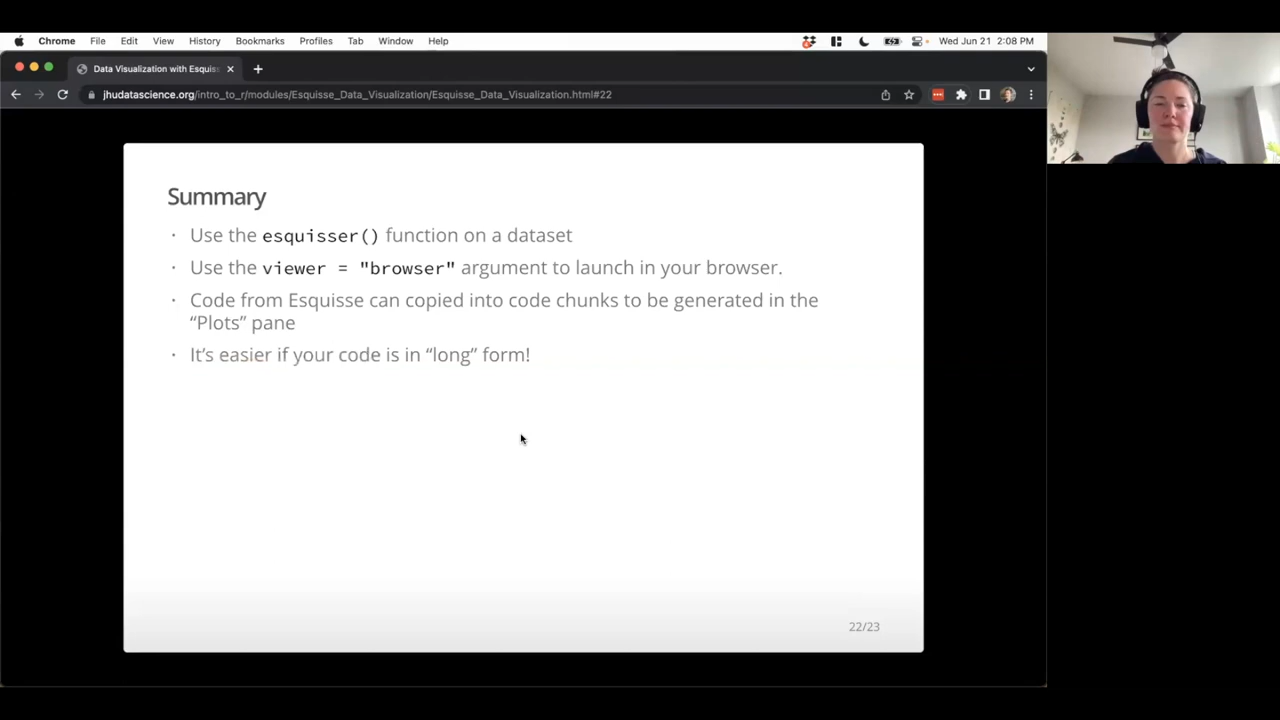 Chrome File Edit View History Bookmarks Profiles Tab Window Help Wed Jun 21 2:08 PM
Data Visualization with Esquiss
jhudatascience.org/intro_to_r/modules/Esquisse_Data_Visualization/Esquisse_Data_Visualization.html#22
Summary
· Use the esquisser() function on a dataset
· Use the viewer = "browser" argument to launch in your browser.
· Code from Esquisse can copied into code chunks to be generated in the
“Plots” pane
· It’s easier if your code is in “long” form!
22/23